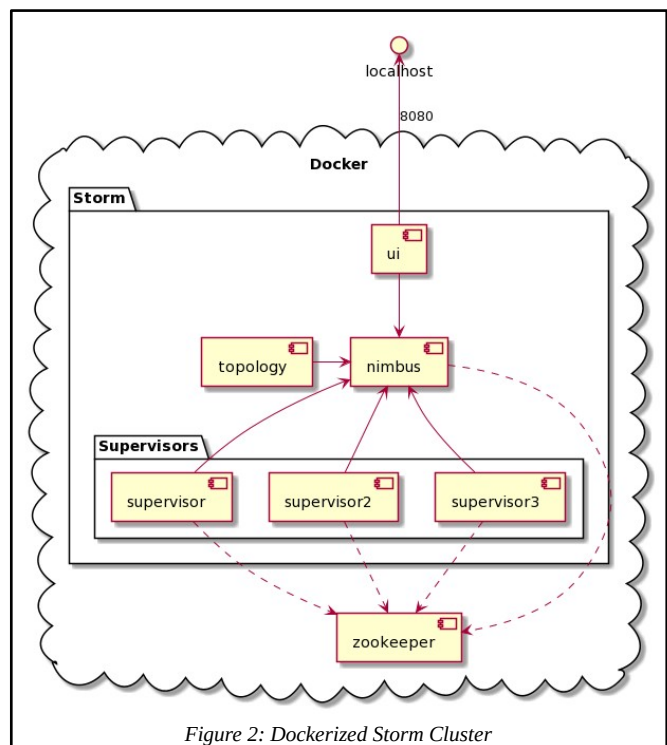 localhost
8080
Docker
Storm
ui
topology
nimbus
Supervisors
supervisor
supervisor2
supervisor3
zookeeper
Figure 2: Dockerized Storm Cluster